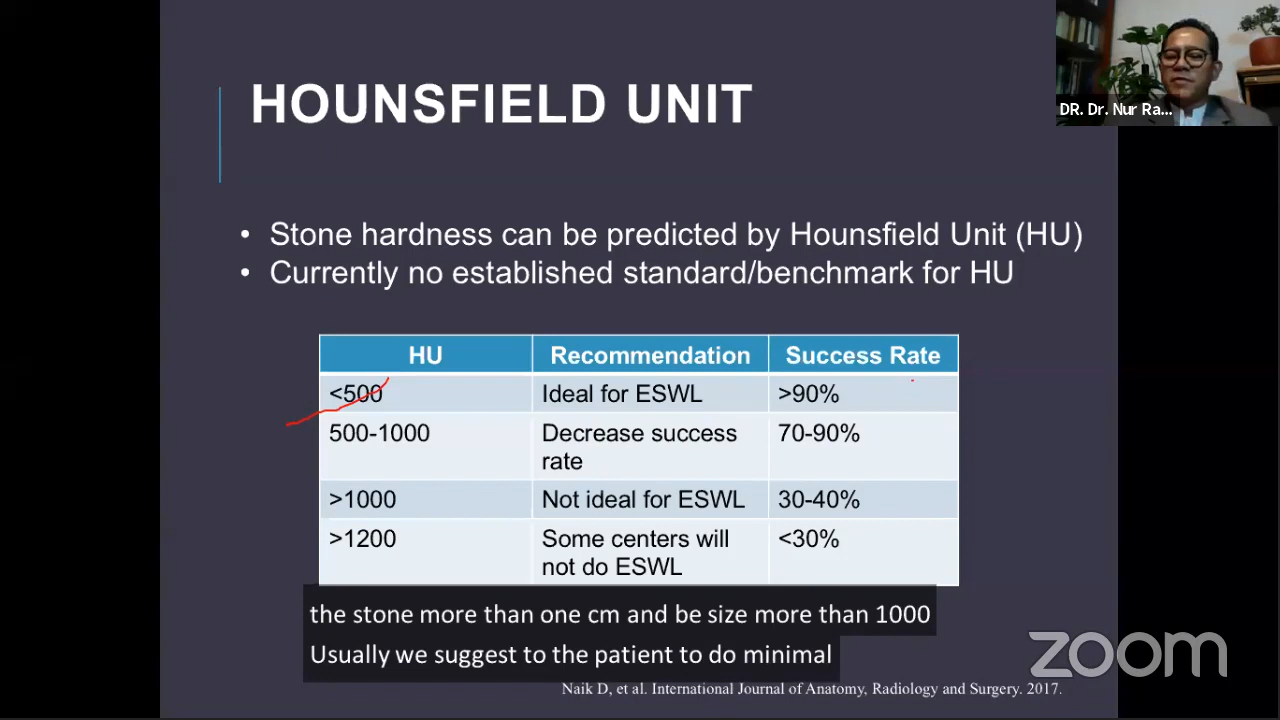 HOUNSFIELD UNIT
DR. Dr. Nur Ra...
• Stone hardness can be predicted by Hounsfield Unit (HU)
• Currently no established standard/benchmark for HU
HU Recommendation Success Rate
<500 Ideal for ESWL >90%
500-1000 Decrease success 70-90%
rate
>1000 Not ideal for ESWL 30-40%
>1200 Some centers will <30%
not do ESWL
the stone more than one cm and be size more than 1000
Usually we suggest to the patient to do minimal
zoom
Naik D, et al. International Journal of Anatomy, Radiology and Surgery. 2017.